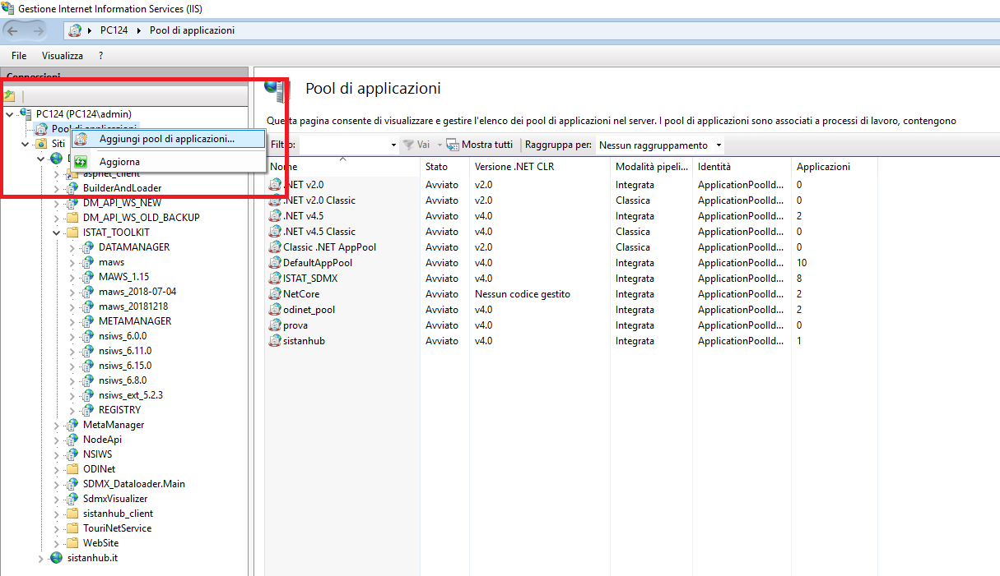 Gestione Internet Information Services (IIS)
PC124 Pool di applicazioni
File Visualizza ?
Connessioni
PC124 (PC124\admin)
Pool di applicazioni
Aggiungi pool di applicazioni...
Aggiorna
Siti
aspnet_client
BuilderAndLoader
DM_API_WS_NEW
DM_API_WS_OLD_BACKUP
ISTAT_TOOLKIT
DATAMANAGER
maws
MAWS_1.15
maws_2018-07-04
maws_20181218
METAMANAGER
nsiws_6.0.0
nsiws_6.11.0
nsiws_6.15.0
nsiws_6.8.0
nsiws_ext_5.2.3
REGISTRY
MetaManager
NodeApi
NSIWS
ODINet
SDMX_Dataloader.Main
SdmxVisualizer
sistanhub_client
TouriNetService
WebSite
sistanhub.it
Pool di applicazioni
Questa pagina consente di visualizzare e gestire l'elenco dei pool di applicazioni nel server. I pool di applicazioni sono associati a processi di lavoro, contengono
Filtro: Vai Mostra tutti Raggruppa per: Nessun raggruppamento
Nome Stato Versione .NET CLR Modalità pipeli... Identità Applicazioni
.NET v2.0 Avviato v2.0 Integrata ApplicationPoolId... 0
.NET v2.0 Classic Avviato v2.0 Classica ApplicationPoolId... 0
.NET v4.5 Avviato v4.0 Integrata ApplicationPoolId... 2
.NET v4.5 Classic Avviato v4.0 Classica ApplicationPoolId... 0
Classic .NET AppPool Avviato v2.0 Classica ApplicationPoolId... 0
DefaultAppPool Avviato v4.0 Integrata ApplicationPoolId... 10
ISTAT_SDMX Avviato v4.0 Integrata ApplicationPoolId... 8
NetCore Avviato Nessun codice gestito Integrata ApplicationPoolId... 2
odinet_pool Avviato v4.0 Integrata ApplicationPoolId... 2
prova Avviato v4.0 Integrata ApplicationPoolId... 0
sistanhub Avviato v4.0 Integrata ApplicationPoolId... 1